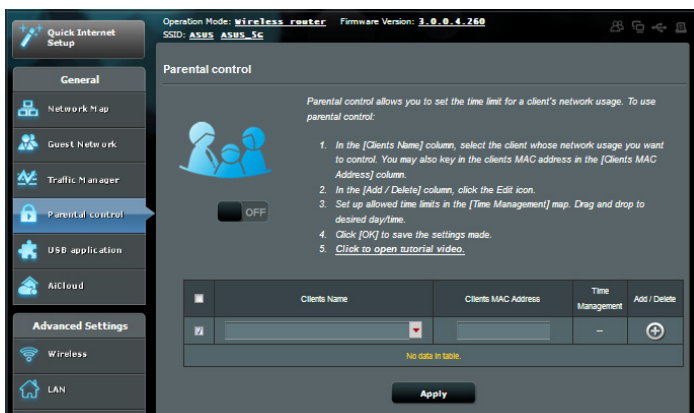 Quick Internet
Setup
Operation Mode: Wireless router Firmware Version: 3.0.0.4.260
SSID: ASUS ASUS_5G
General
Network Map
Guest Network
Traffic Manager
Parental control
USB application
AiCloud
Advanced Settings
Wireless
LAN
Parental control
Parental control allows you to set the time limit for a client's network usage. To use
parental control:
1. In the [Clients Name] column, select the client whose network usage you want
to control. You may also key in the clients MAC address in the [Clients MAC
Address] column.
2. In the [Add / Delete] column, click the Edit icon.
3. Set up allowed time limits in the [Time Management] map. Drag and drop to
desired day/time.
4. Click [OK] to save the settings made.
5. Click to open tutorial video.
OFF
Clients Name Clients MAC Address Time Management Add / Delete
--
No data in table.
Apply